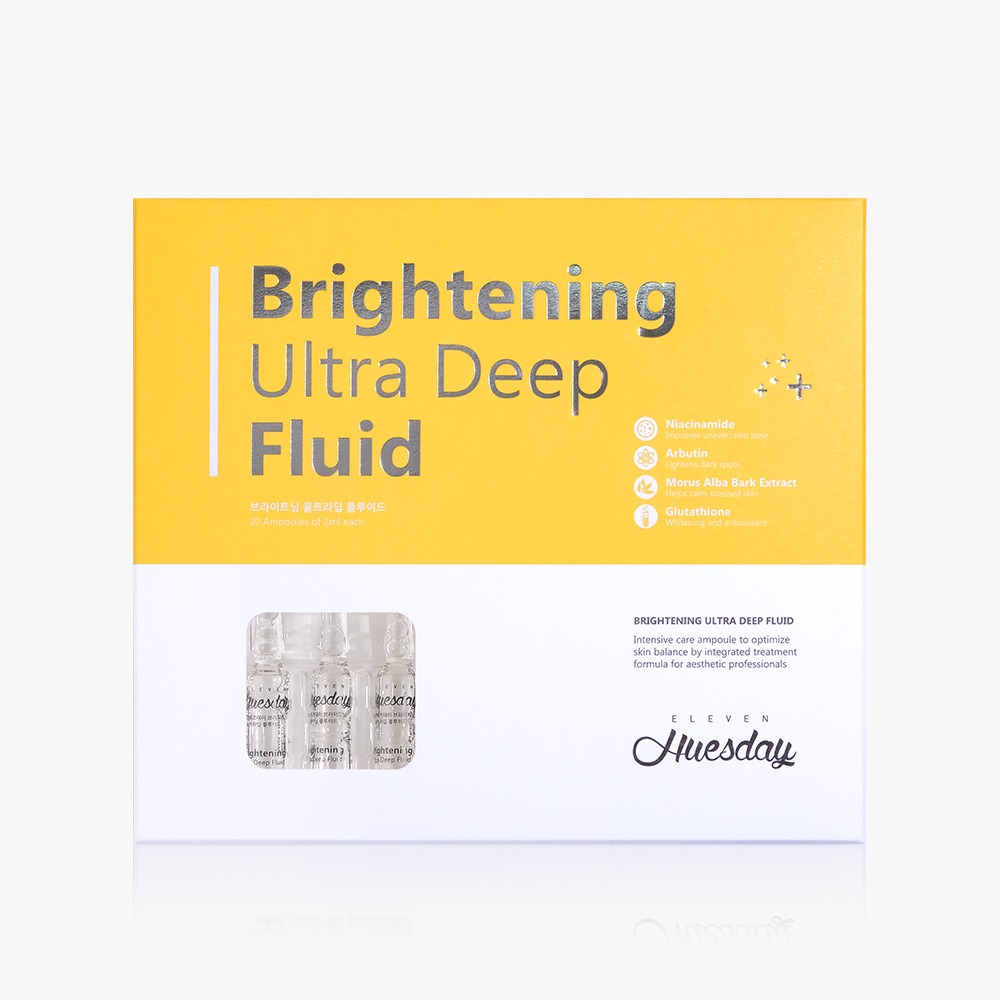 Brightening
Ultra Deep
Fluid
브라이트닝 울트라딥 플루이드
20 Ampoules of 2ml each
Niacinamide
Improves uneven skin tone
Arbutin
Lightens dark spots
Morus Alba Bark Extract
Helps calm stressed skin
Glutathione
Whitening and antioxidant
BRIGHTENING ULTRA DEEP FLUID
Intensive care ampoule to optimize
skin balance by integrated treatment
formula for aesthetic professionals
ELEVEN
Huesday